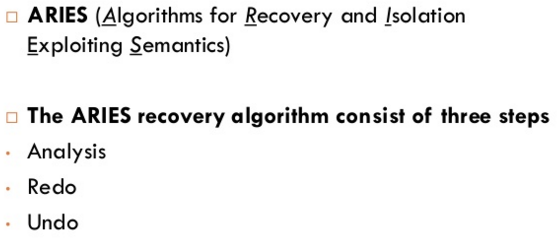 ARIES (Algorithms for Recovery and Isolation
Exploiting Semantics)
The ARIES recovery algorithm consist of three steps
Analysis
Redo
Undo